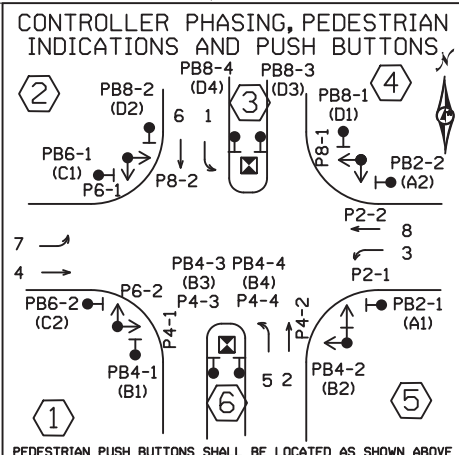 CONTROLLER PHASING, PEDESTRIAN
INDICATIONS AND PUSH BUTTONS
N
2
PB8-2
(D2)
PB8-4
(D4)
PB8-3
(D3)
3
4
PB8-1
(D1)
6 1
P8-1
PB6-1
(C1)
P6-1
P8-2
PB2-2
(A2)
P2-2
8
3
P2-1
7
4
PB6-2
(C2)
P6-2
P4-1
PB4-1
(B1)
PB4-3
(B3)
P4-3
PB4-4
(B4)
P4-4
P4-2
PB2-1
(A1)
PB4-2
(B2)
5 2
1
6
5
PEDESTRIAN PUSH BUTTONS SHALL BE LOCATED AS SHOWN ABOVE